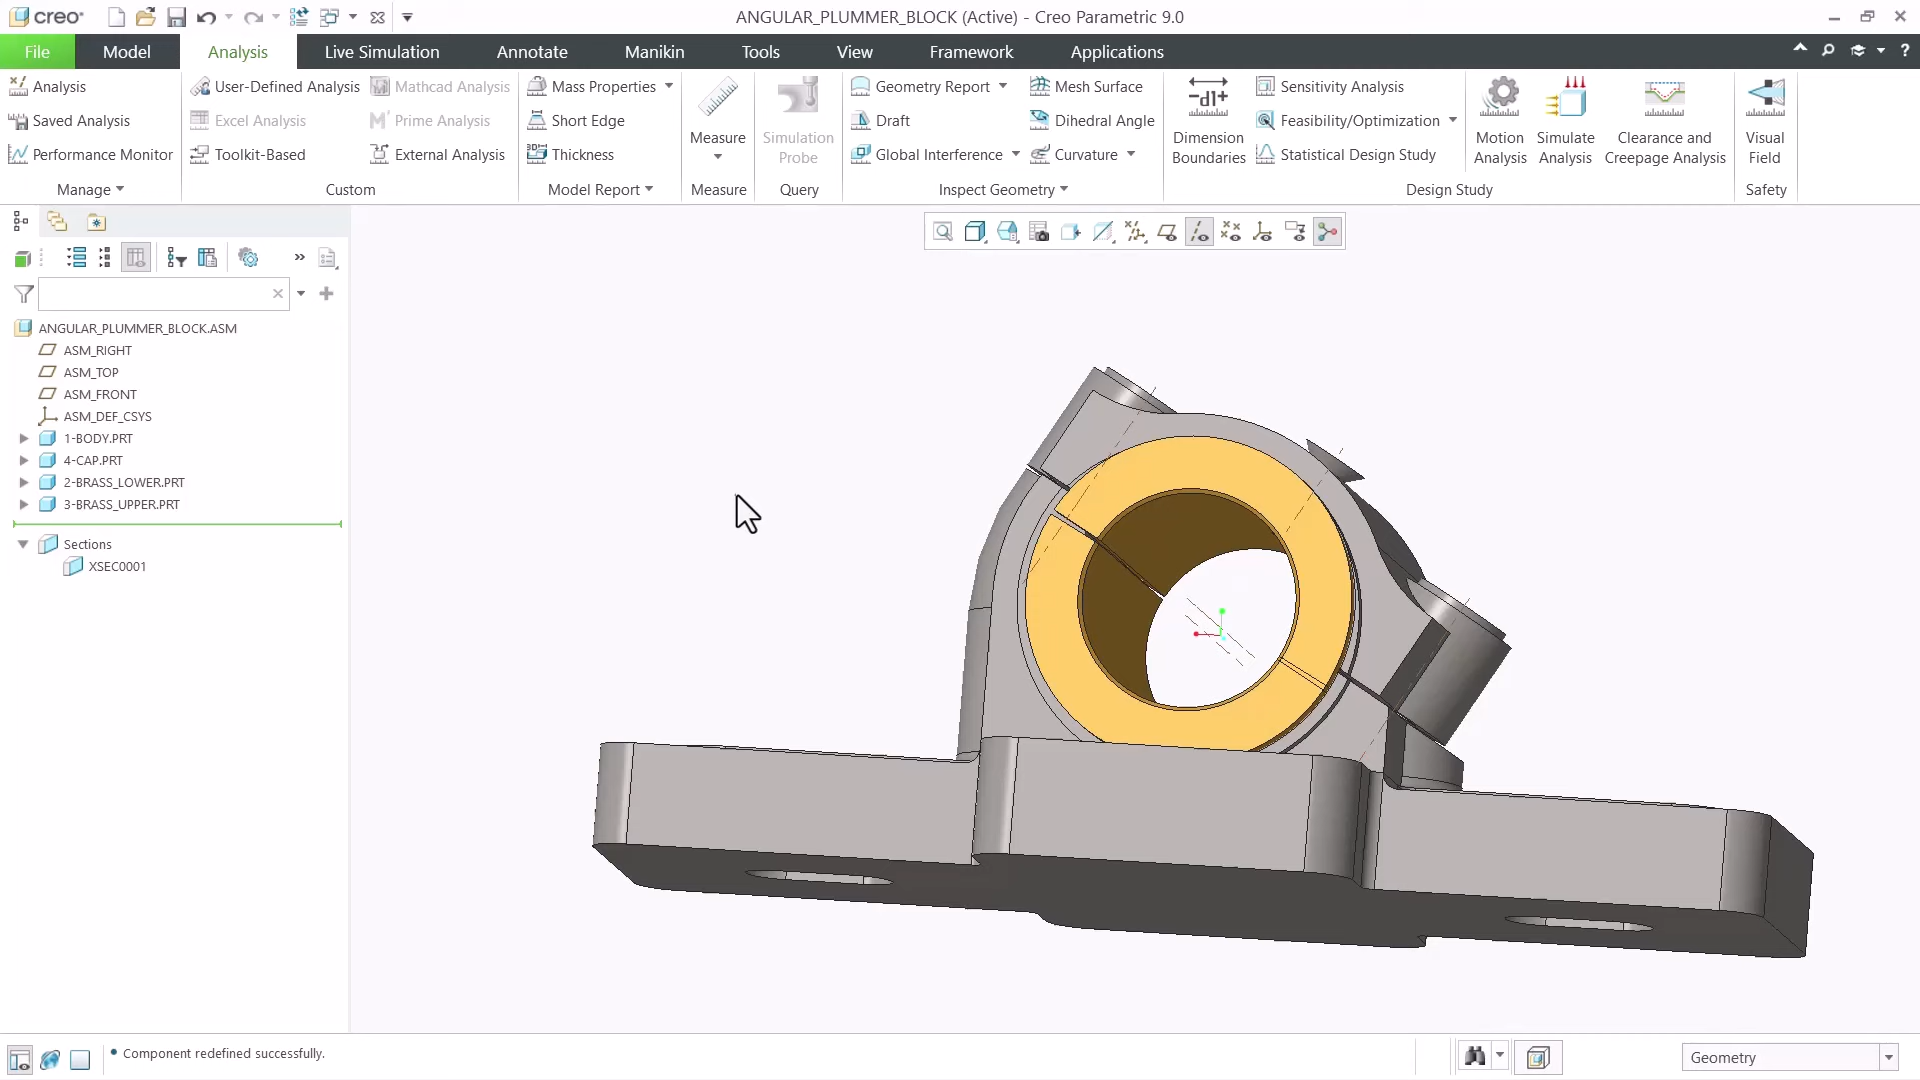 creo®
ANGULAR_PLUMMER_BLOCK (Active) - Creo Parametric 9.0
File
Model
Analysis
Live Simulation
Annotate
Manikin
Tools
View
Framework
Applications
Analysis
Saved Analysis
Performance Monitor
Manage
User-Defined Analysis
Excel Analysis
Toolkit-Based
Mathcad Analysis
Prime Analysis
External Analysis
Custom
Mass Properties
Short Edge
Thickness
Model Report
Measure
Measure
Simulation
Probe
Query
Geometry Report
Draft
Global Interference
Mesh Surface
Dihedral Angle
Curvature
Inspect Geometry
Dimension
Boundaries
Sensitivity Analysis
Feasibility/Optimization
Statistical Design Study
Motion
Analysis
Simulate
Analysis
Clearance and
Creepage Analysis
Design Study
Visual
Field
Safety
ANGULAR_PLUMMER_BLOCK.ASM
ASM_RIGHT
ASM_TOP
ASM_FRONT
ASM_DEF_CSYS
1-BODY.PRT
4-CAP.PRT
2-BRASS_LOWER.PRT
3-BRASS_UPPER.PRT
Sections
XSEC0001
Component redefined successfully.
Geometry